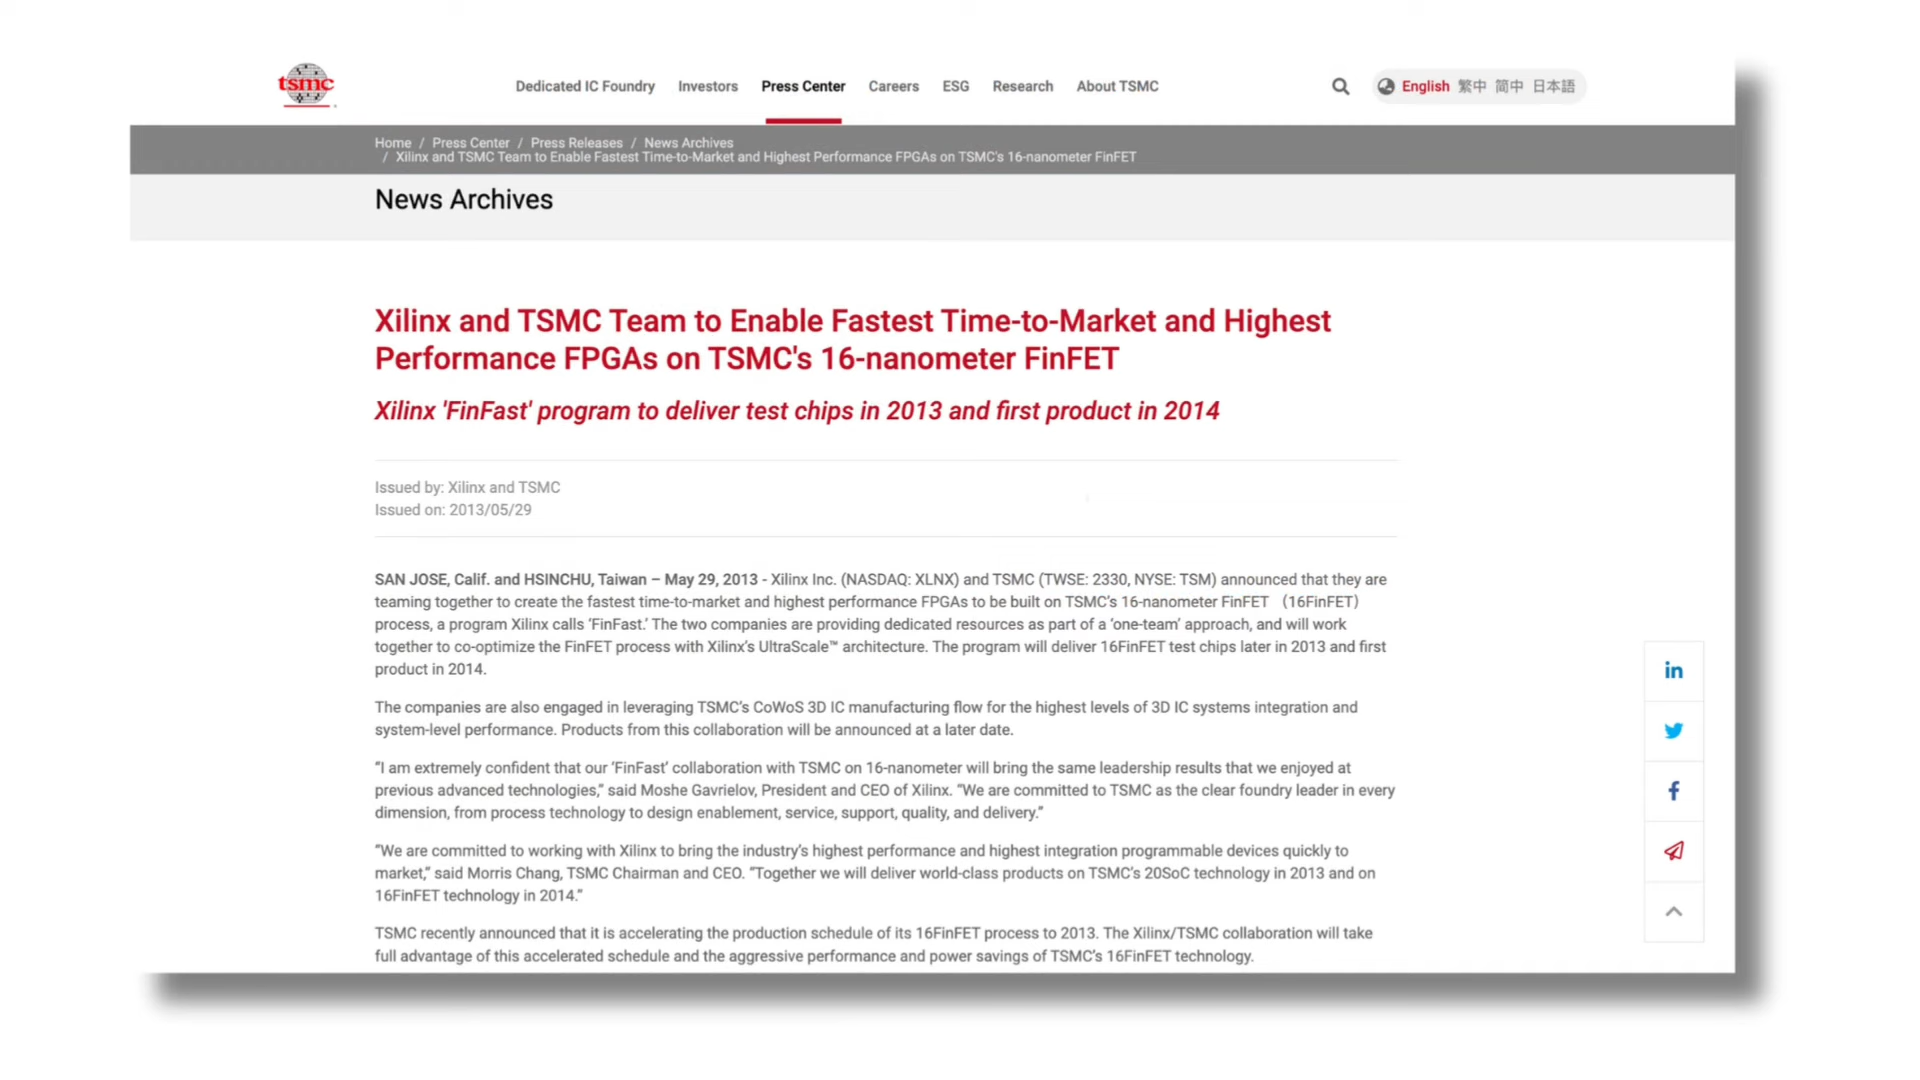 tsmc
Dedicated IC Foundry Investors Press Center Careers ESG Research About TSMC English 繁中 简中 日本語
Home / Press Center / Press Releases / News Archives
/ Xilinx and TSMC Team to Enable Fastest Time-to-Market and Highest Performance FPGAs on TSMC's 16-nanometer FinFET
News Archives
Xilinx and TSMC Team to Enable Fastest Time-to-Market and Highest
Performance FPGAs on TSMC's 16-nanometer FinFET
Xilinx 'FinFast' program to deliver test chips in 2013 and first product in 2014
Issued by: Xilinx and TSMC
Issued on: 2013/05/29
SAN JOSE, Calif. and HSINCHU, Taiwan – May 29, 2013 - Xilinx Inc. (NASDAQ: XLNX) and TSMC (TWSE: 2330, NYSE: TSM) announced that they are
teaming together to create the fastest time-to-market and highest performance FPGAs to be built on TSMC's 16-nanometer FinFET （16FinFET）
process, a program Xilinx calls ‘FinFast.’ The two companies are providing dedicated resources as part of a ‘one-team’ approach, and will work
together to co-optimize the FinFET process with Xilinx’s UltraScale™ architecture. The program will deliver 16FinFET test chips later in 2013 and first
product in 2014.
The companies are also engaged in leveraging TSMC’s CoWoS 3D IC manufacturing flow for the highest levels of 3D IC systems integration and
system-level performance. Products from this collaboration will be announced at a later date.
“I am extremely confident that our ‘FinFast’ collaboration with TSMC on 16-nanometer will bring the same leadership results that we enjoyed at
previous advanced technologies,” said Moshe Gavrielov, President and CEO of Xilinx. “We are committed to TSMC as the clear foundry leader in every
dimension, from process technology to design enablement, service, support, quality, and delivery.”
“We are committed to working with Xilinx to bring the industry’s highest performance and highest integration programmable devices quickly to
market,” said Morris Chang, TSMC Chairman and CEO. “Together we will deliver world-class products on TSMC’s 20SoC technology in 2013 and on
16FinFET technology in 2014.”
TSMC recently announced that it is accelerating the production schedule of its 16FinFET process to 2013. The Xilinx/TSMC collaboration will take
full advantage of this accelerated schedule and the aggressive performance and power savings of TSMC’s 16FinFET technology.